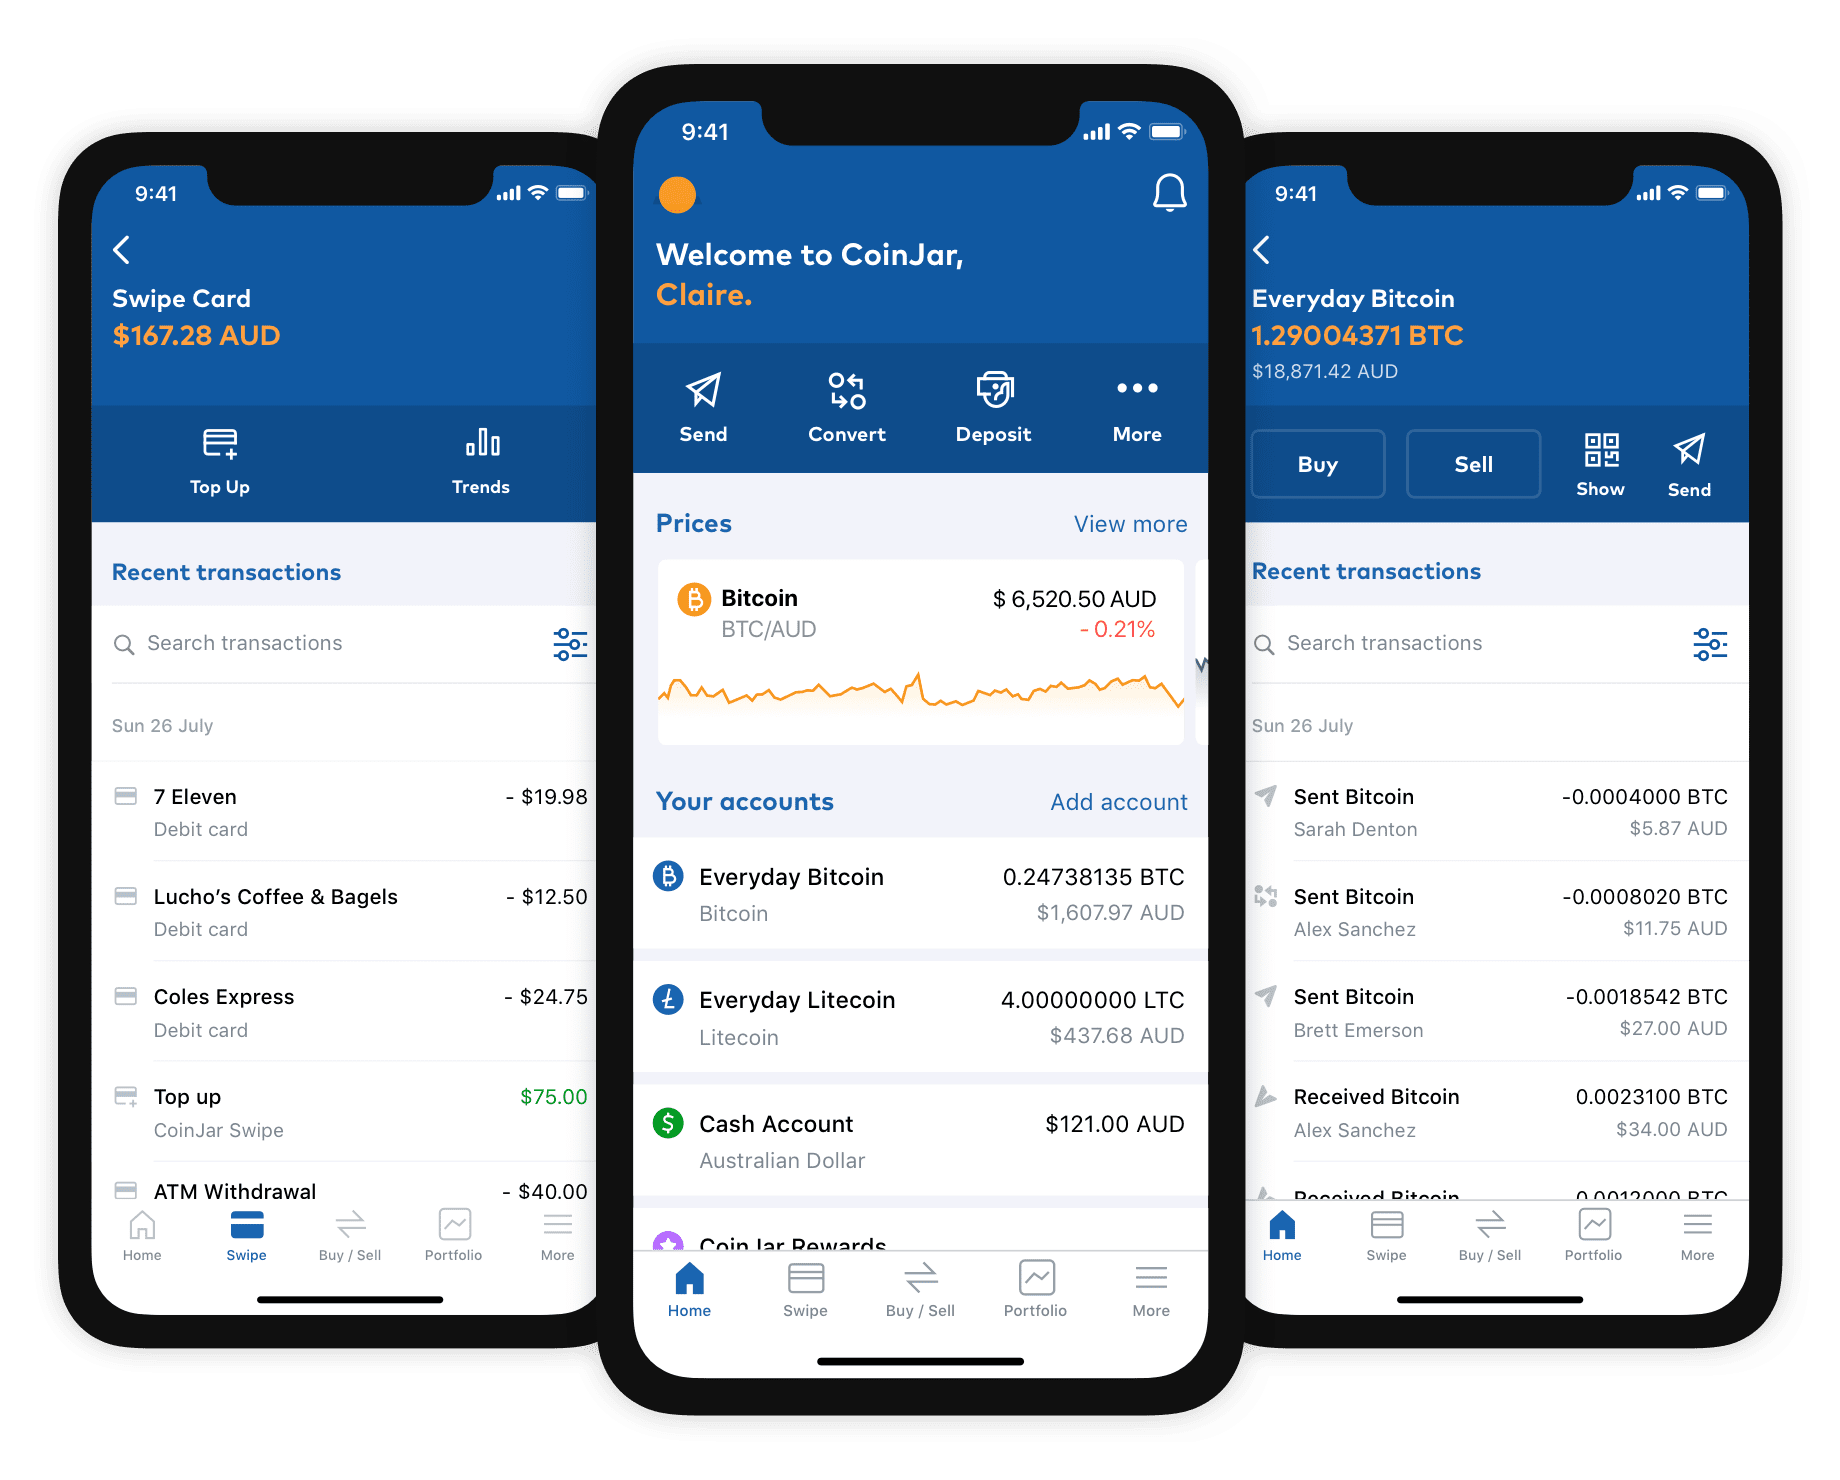 9:41
Swipe Card
$167.28 AUD
Top Up
Trends
Recent transactions
Search transactions
Sun 26 July
7 Eleven - $19.98
Debit card
Lucho’s Coffee & Bagels - $12.50
Debit card
Coles Express - $24.75
Debit card
Top up $75.00
CoinJar Swipe
ATM Withdrawal - $40.00
Home Swipe Buy / Sell Portfolio More
9:41
Welcome to CoinJar,
Claire.
Send Convert Deposit More
Prices View more
Bitcoin $ 6,520.50 AUD
BTC/AUD - 0.21%
Your accounts Add account
Everyday Bitcoin 0.24738135 BTC
Bitcoin $1,607.97 AUD
Everyday Litecoin 4.00000000 LTC
Litecoin $437.68 AUD
Cash Account $121.00 AUD
Australian Dollar
CoinJar Rewards
Home Swipe Buy / Sell Portfolio More
9:41
Everyday Bitcoin
1.29004371 BTC
$18,871.42 AUD
Buy Sell Show Send
Recent transactions
Search transactions
Sun 26 July
Sent Bitcoin -0.0004000 BTC
Sarah Denton $5.87 AUD
Sent Bitcoin -0.0008020 BTC
Alex Sanchez $11.75 AUD
Sent Bitcoin -0.0018542 BTC
Brett Emerson $27.00 AUD
Received Bitcoin 0.0023100 BTC
Alex Sanchez $34.00 AUD
Received Bitcoin 0.0012000 BTC
Home Swipe Buy / Sell Portfolio More